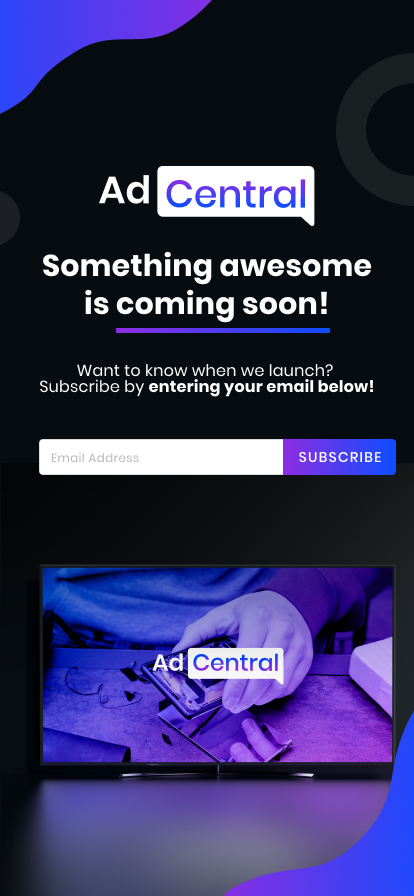 Ad Central
Something awesome
is coming soon!
Want to know when we launch?
Subscribe by entering your email below!
Email Address
SUBSCRIBE
Ad Central